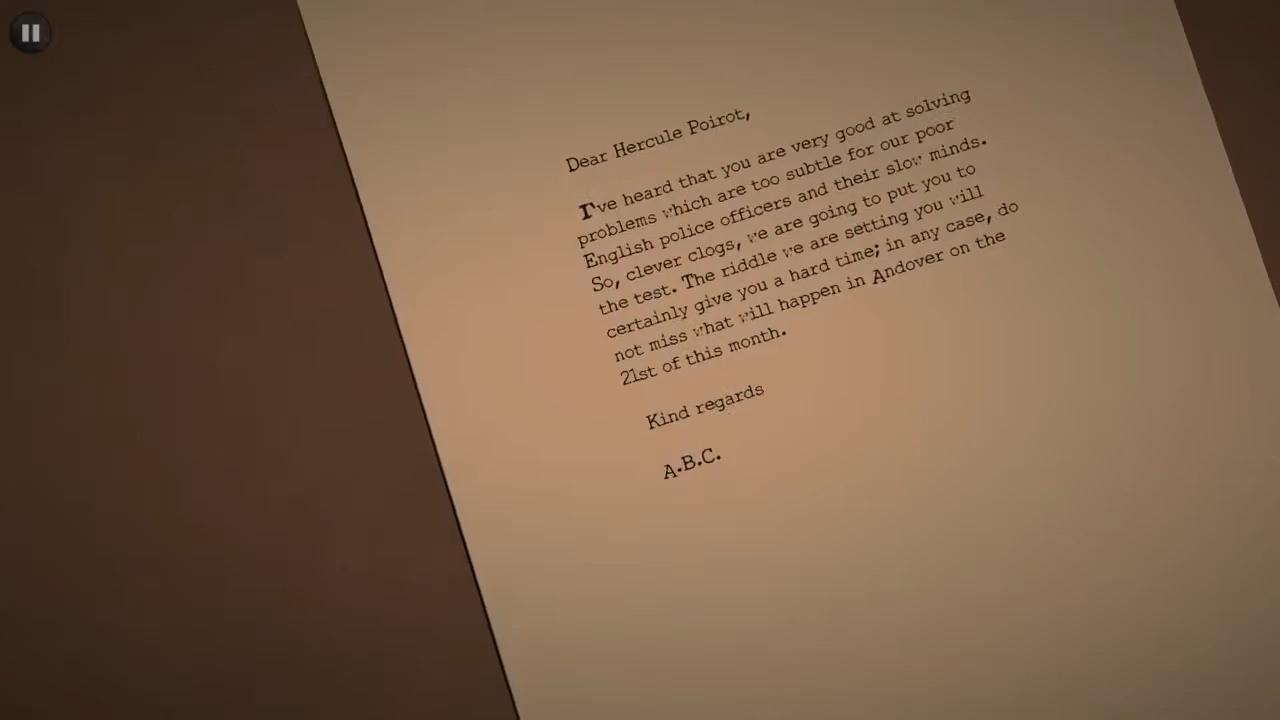 Dear Hercule Poirot,
I've heard that you are very good at solving
problems which are too subtle for our poor
English police officers and their slow minds.
So, clever clogs, we are going to put you to
the test. The riddle we are setting you will
certainly give you a hard time; in any case, do
not miss what will happen in Andover on the
21st of this month.
Kind regards
A.B.C.